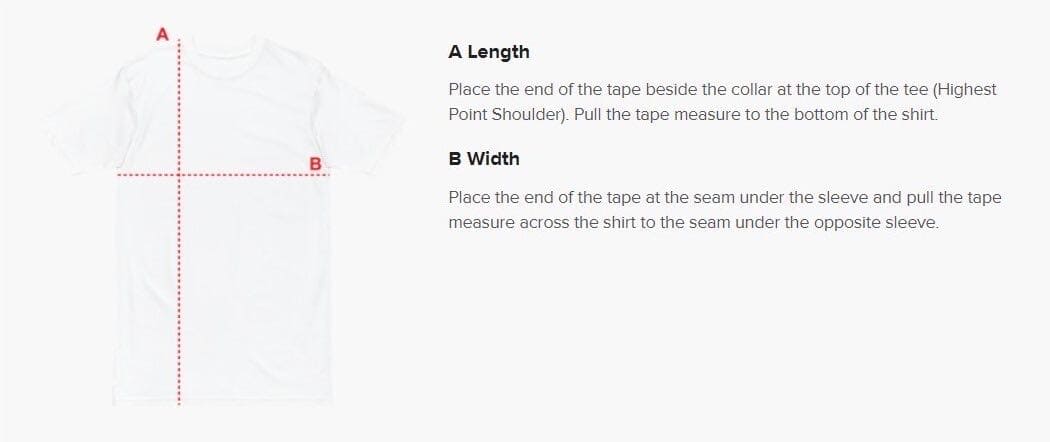 A
B
A Length
Place the end of the tape beside the collar at the top of the tee (Highest
Point Shoulder). Pull the tape measure to the bottom of the shirt.
B Width
Place the end of the tape at the seam under the sleeve and pull the tape
measure across the shirt to the seam under the opposite sleeve.